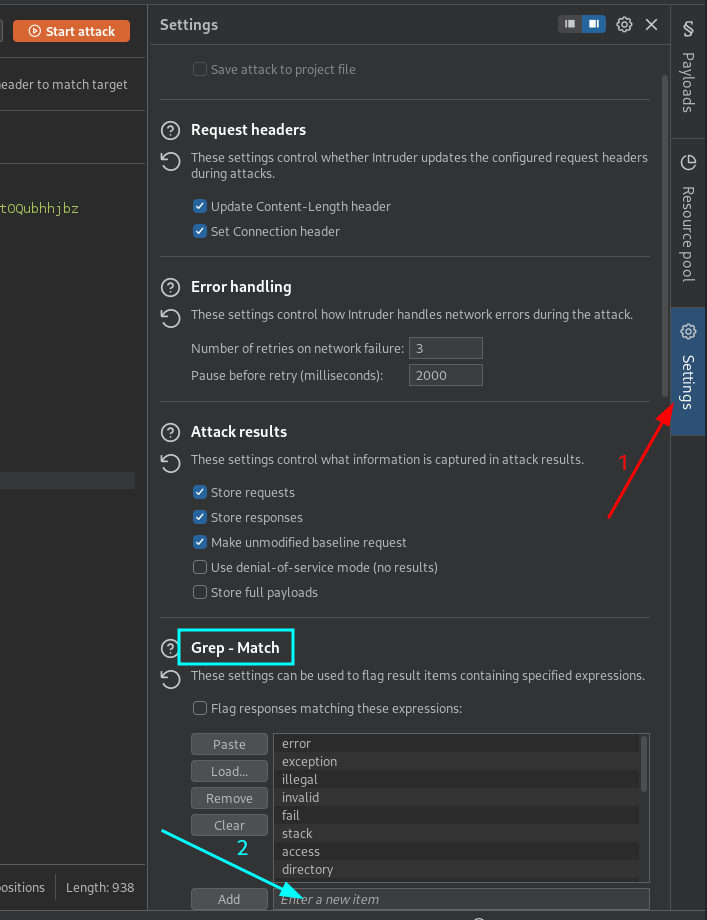 Start attack
Settings
eader to match target
Save attack to project file
Request headers
These settings control whether Intruder updates the configured request headers
during attacks.
Update Content-Length header
Set Connection header
tOQubhhjbz
Error handling
These settings control how Intruder handles network errors during the attack.
Number of retries on network failure: 3
Pause before retry (milliseconds): 2000
Attack results
These settings control what information is captured in attack results.
Store requests
Store responses
Make unmodified baseline request
Use denial-of-service mode (no results)
Store full payloads
Grep - Match
These settings can be used to flag result items containing specified expressions.
Flag responses matching these expressions:
Paste
Load...
Remove
Clear
error
exception
illegal
invalid
fail
stack
access
directory
Add
Enter a new item
ositions
Length: 938
Payloads
Resource pool
Settings
1
2